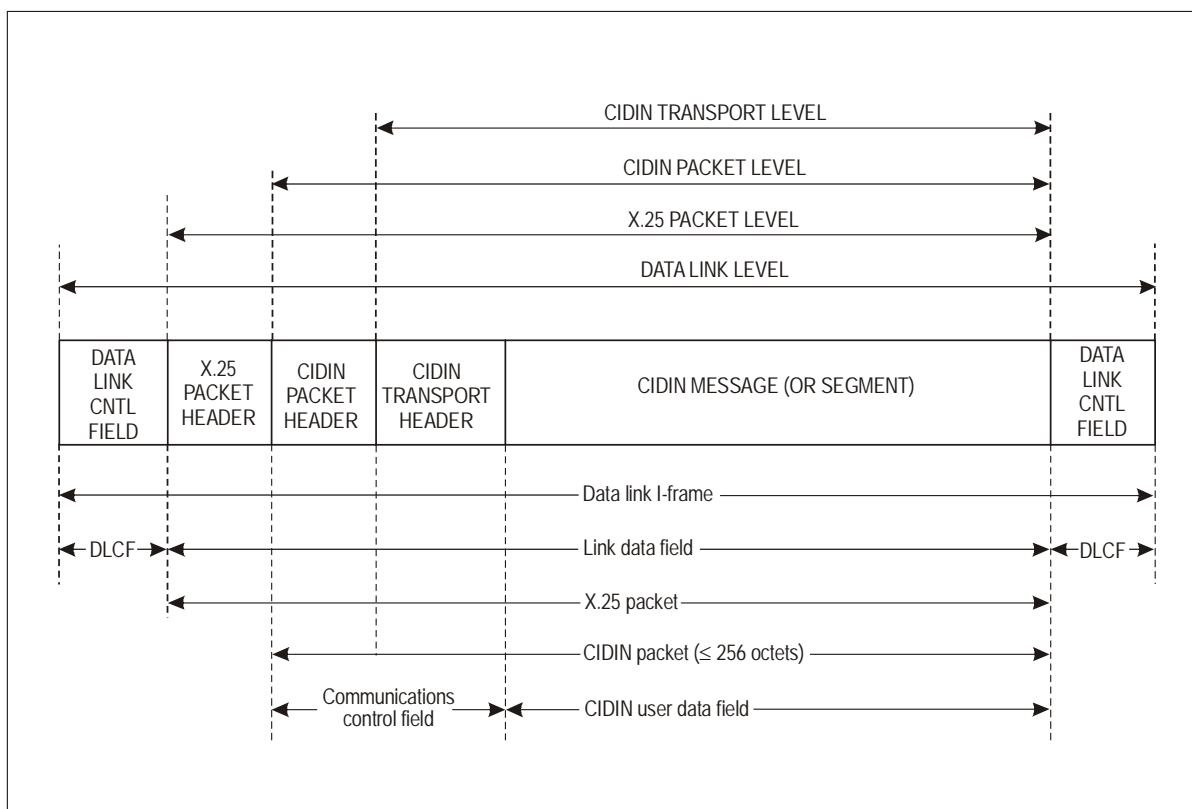 CIDIN TRANSPORT LEVEL
CIDIN PACKET LEVEL
X.25 PACKET LEVEL
DATA LINK LEVEL
DATA
LINK
CNTL
FIELD
X.25
PACKET
HEADER
CIDIN
PACKET
HEADER
CIDIN
TRANSPORT
HEADER
CIDIN MESSAGE (OR SEGMENT)
DATA
LINK
CNTL
FIELD
Data link I-frame
DLCF
Link data field
DLCF
X.25 packet
CIDIN packet (≤ 256 octets)
Communications
control field
CIDIN user data field